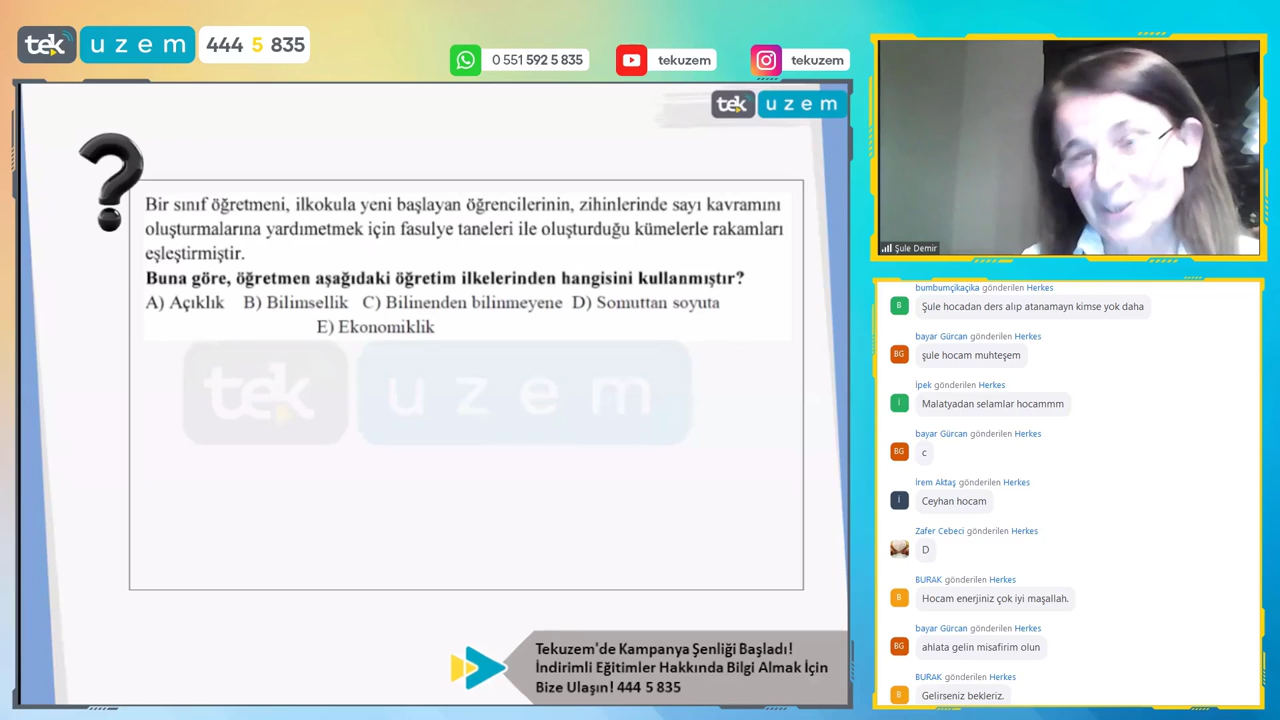 tek uzem 444 5 835
0 551 592 5 835
tekuzem
tekuzem
tek uzem
?
Bir sınıf öğretmeni, ilkokula yeni başlayan öğrencilerinin, zihinlerinde sayı kavramını
oluşturmalarına yardımetmek için fasulye taneleri ile oluşturduğu kümelerle rakamları
eşleştirmiştir.
Buna göre, öğretmen aşağıdaki öğretim ilkelerinden hangisini kullanmıştır?
A) Açıklık B) Bilimsellik C) Bilinenden bilinmeyene D) Somuttan soyuta
E) Ekonomiklik
tek uzem
Tekuzem'de Kampanya Şenliği Başladı!
İndirimli Eğitimler Hakkında Bilgi Almak İçin
Bize Ulaşın! 444 5 835
Şule Demir
bumbumçikaçika gönderilen Herkes
B Şule hocadan ders alıp atanamayn kimse yok daha
bayar Gürcan gönderilen Herkes
BG şule hocam muhteşem
İpek gönderilen Herkes
İ Malatyadan selamlar hocammm
bayar Gürcan gönderilen Herkes
BG c
İrem Aktaş gönderilen Herkes
İ Ceyhan hocam
Zafer Cebeci gönderilen Herkes
D
BURAK gönderilen Herkes
B Hocam enerjiniz çok iyi maşallah.
bayar Gürcan gönderilen Herkes
BG ahlata gelin misafirim olun
BURAK gönderilen Herkes
B Gelirseniz bekleriz.